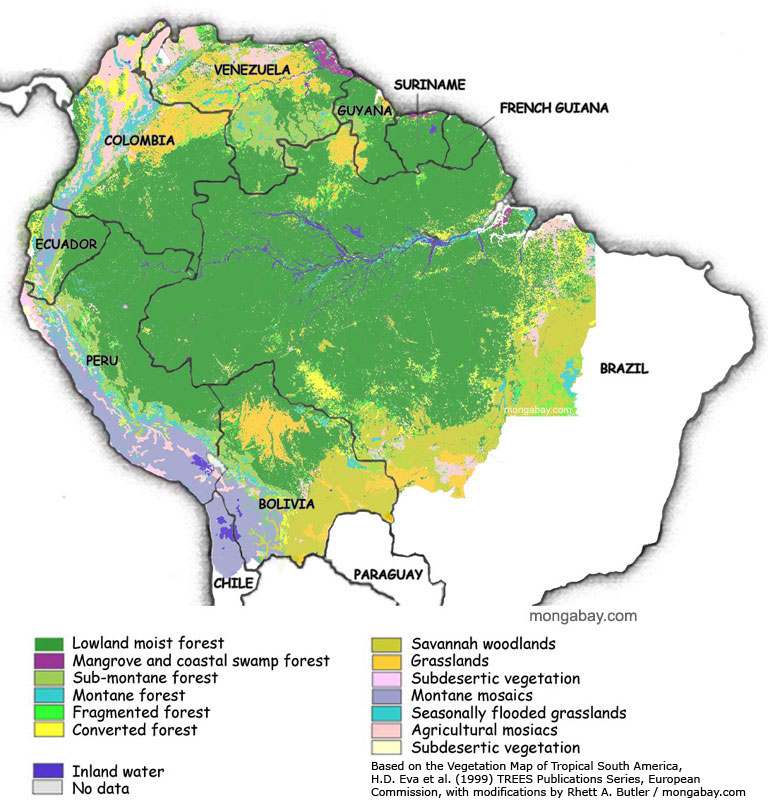 VENEZUELA
SURINAME
GUYANA
FRENCH GUIANA
COLOMBIA
ECUADOR
PERU
BRAZIL
mongabay.com
BOLIVIA
CHILE
PARAGUAY
mongabay.com
Lowland moist forest
Mangrove and coastal swamp forest
Sub-montane forest
Montane forest
Fragmented forest
Converted forest
Inland water
No data
Savannah woodlands
Grasslands
Subdesertic vegetation
Montane mosaics
Seasonally flooded grasslands
Agricultural mosiacs
Subdesertic vegetation
Based on the Vegetation Map of Tropical South America,
H.D. Eva et al. (1999) TREES Publications Series, European
Commission, with modifications by Rhett A. Butler / mongabay.com